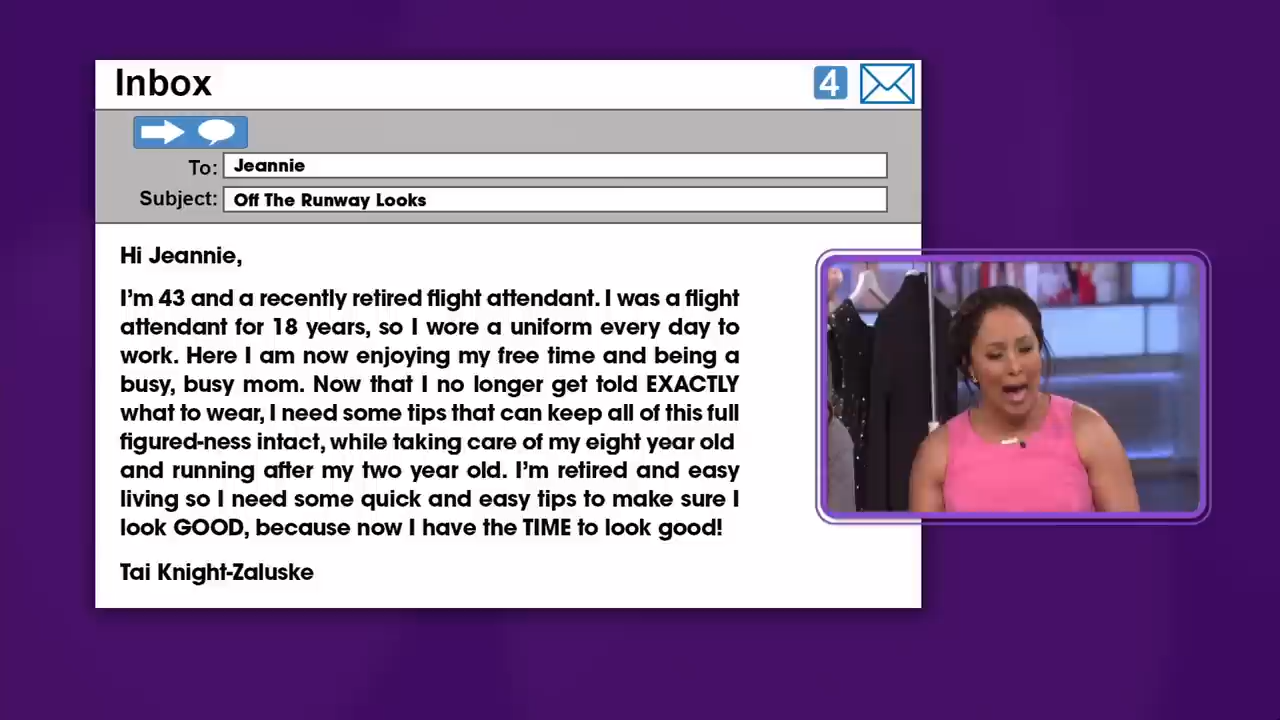 Inbox
4
To: Jeannie
Subject: Off The Runway Looks
Hi Jeannie,
I'm 43 and a recently retired flight attendant. I was a flight
attendant for 18 years, so I wore a uniform every day to
work. Here I am now enjoying my free time and being a
busy, busy mom. Now that I no longer get told EXACTLY
what to wear, I need some tips that can keep all of this full
figured-ness intact, while taking care of my eight year old
and running after my two year old. I'm retired and easy
living so I need some quick and easy tips to make sure I
look GOOD, because now I have the TIME to look good!
Tai Knight-Zaluske